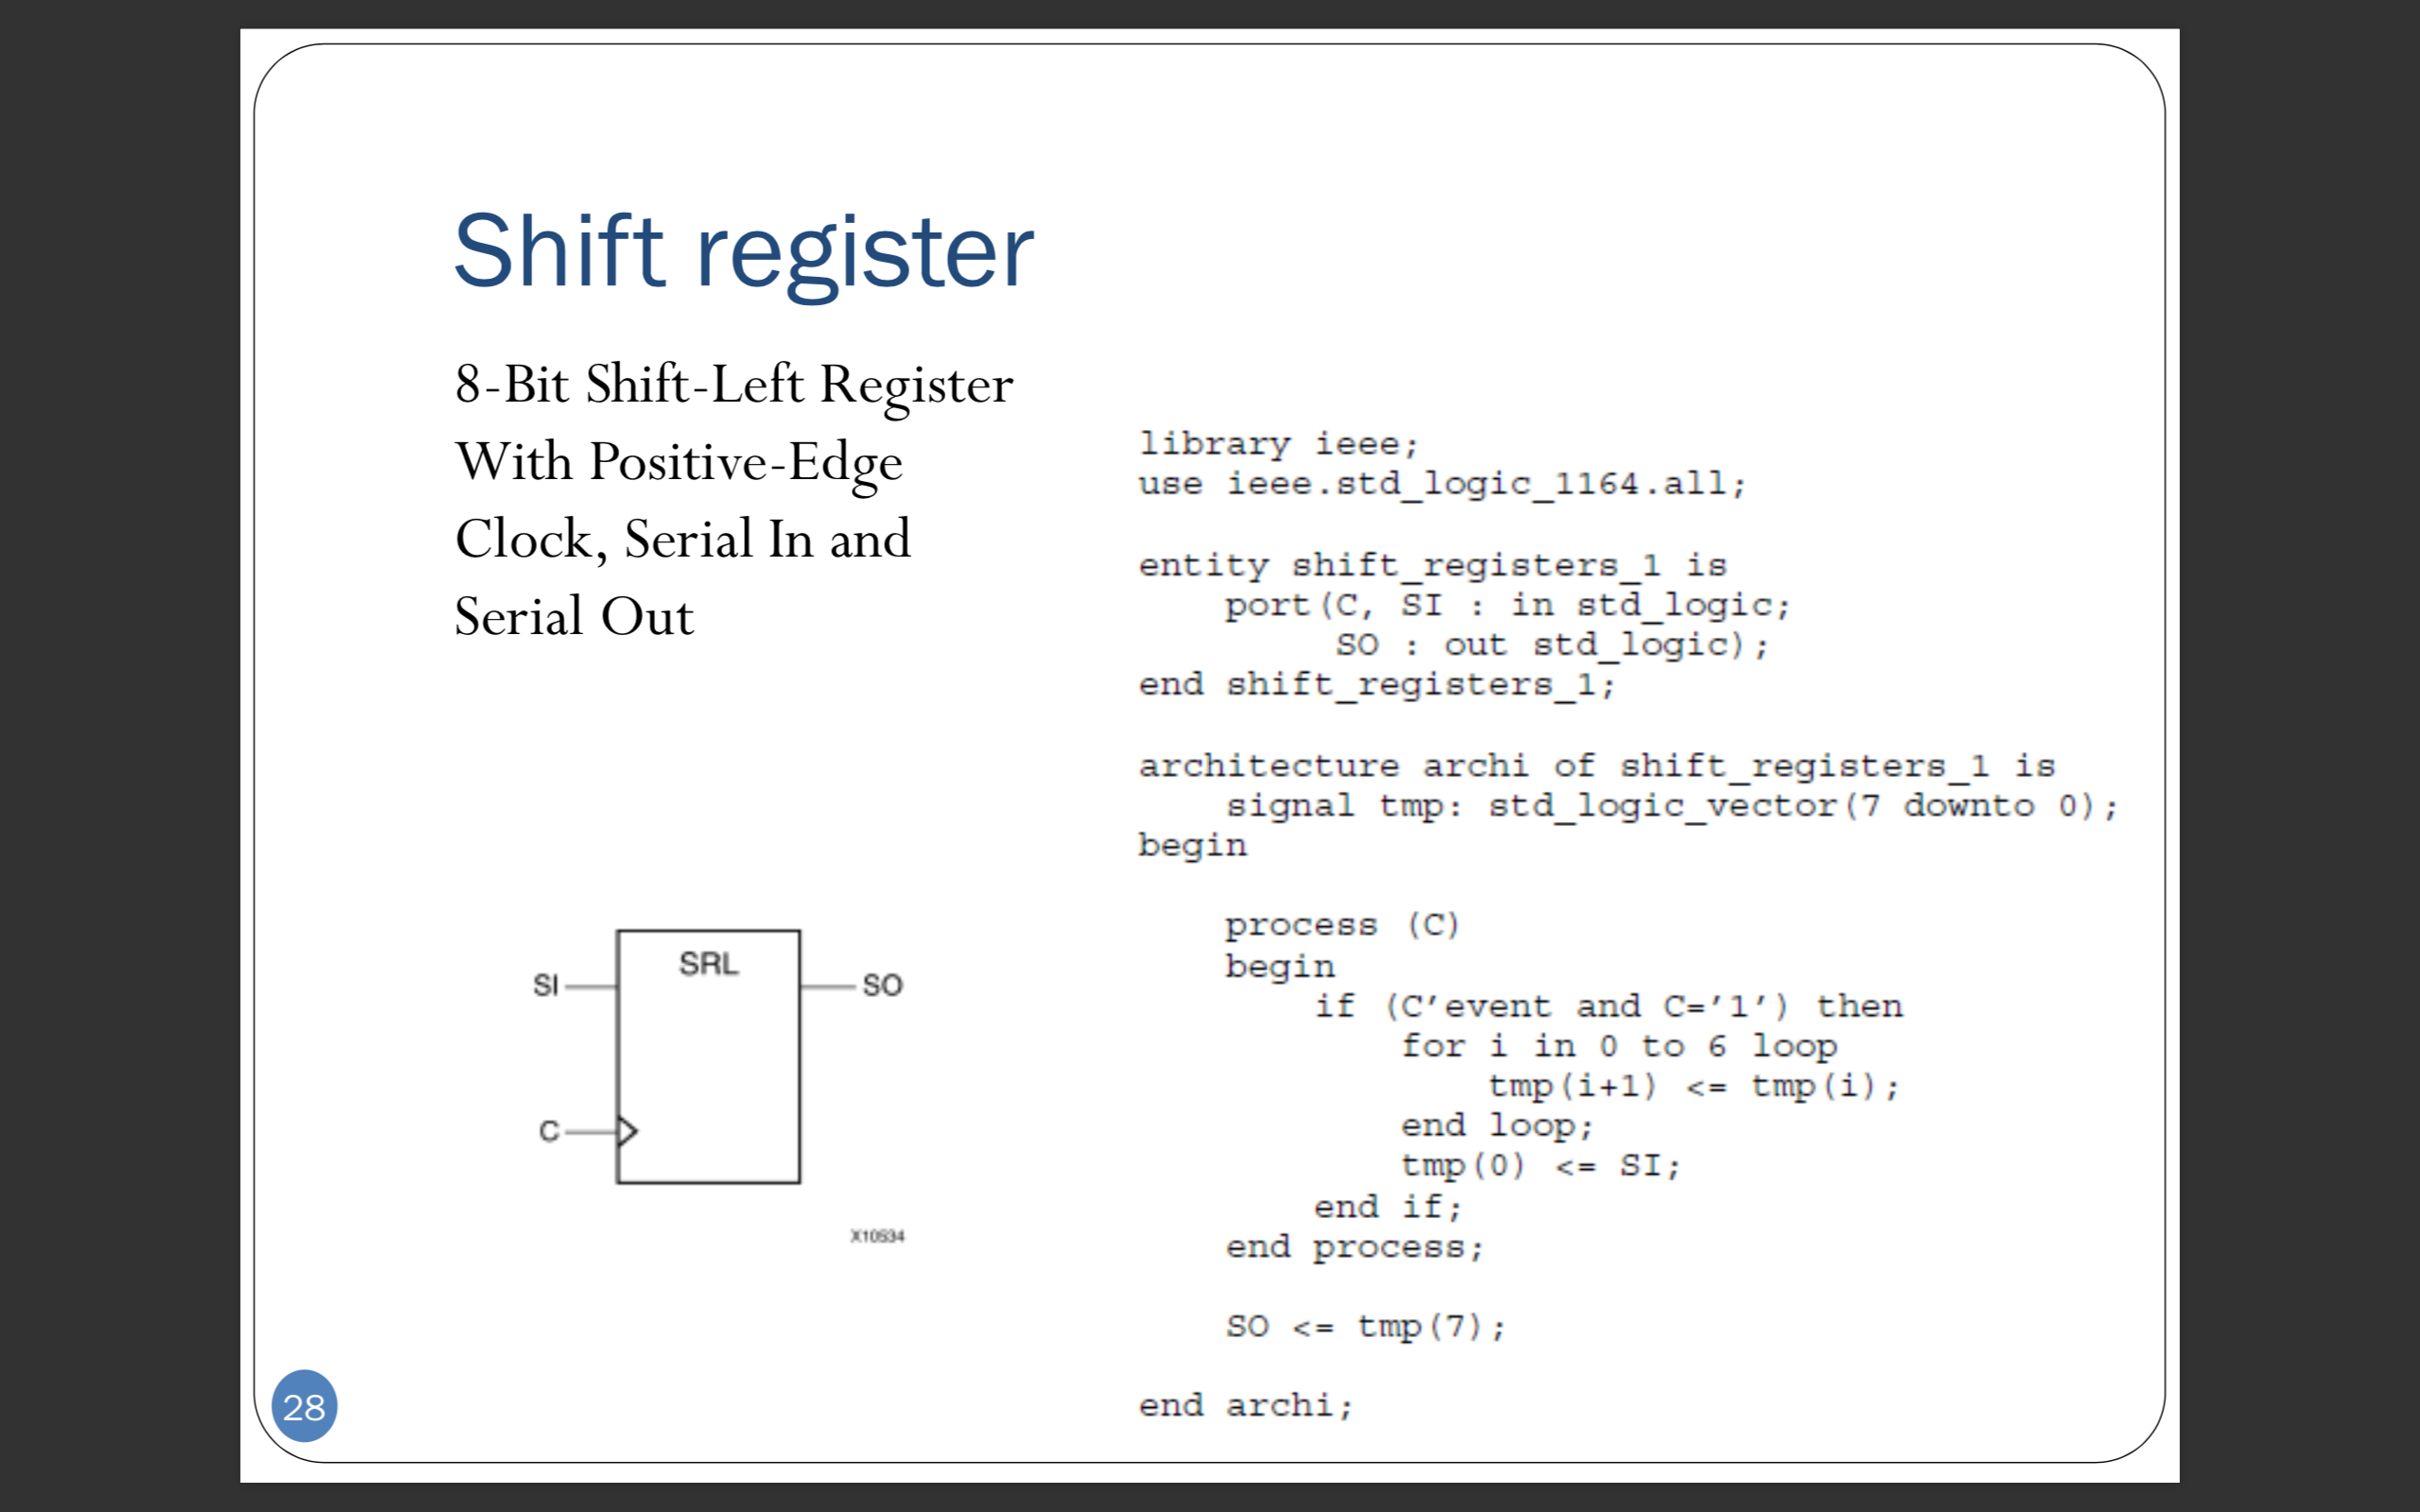 Shift register
8-Bit Shift-Left Register
With Positive-Edge
Clock, Serial In and
Serial Out
library ieee;
use ieee.std_logic_1164.all;
entity shift_registers_1 is
    port(C, SI : in std_logic;
         SO : out std_logic);
end shift_registers_1;
architecture archi of shift_registers_1 is
    signal tmp: std_logic_vector(7 downto 0);
begin
    process (C)
    begin
        if (C’event and C=’1’) then
            for i in 0 to 6 loop
                tmp(i+1) <= tmp(i);
            end loop;
            tmp(0) <= SI;
        end if;
    end process;
    SO <= tmp(7);
end archi;
SRL
SI
SO
C
X10534
28